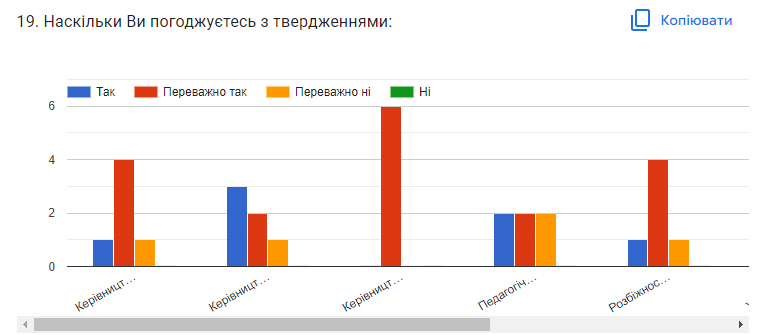 19. Наскільки Ви погоджуєтесь з твердженнями:
Копіювати
Так Переважно так Переважно ні Ні
6
4
2
0
Керівницт… Керівницт… Керівницт… Педагогіч… Розбіжнос…